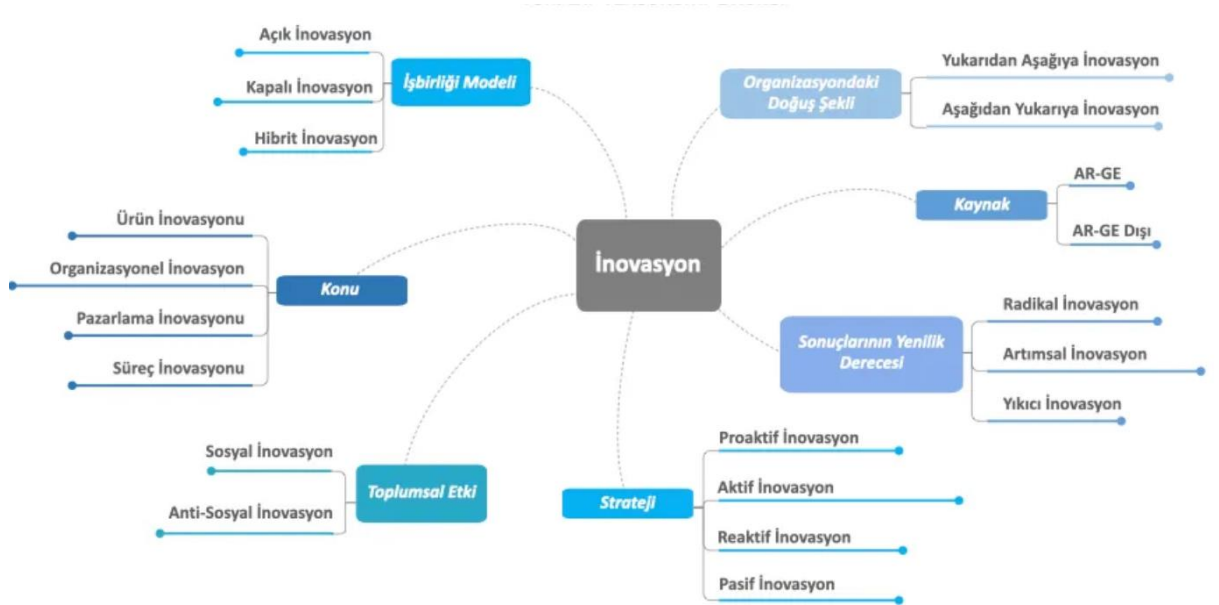 Açık İnovasyon
Kapalı İnovasyon
Hibrit İnovasyon
İşbirliği Modeli
Organizasyondaki
Doğuş Şekli
Yukarıdan Aşağıya İnovasyon
Aşağıdan Yukarıya İnovasyon
Kaynak
AR-GE
AR-GE Dışı
İnovasyon
Ürün İnovasyonu
Organizasyonel İnovasyon
Pazarlama İnovasyonu
Süreç İnovasyonu
Konu
Sonuçlarının Yenilik
Derecesi
Radikal İnovasyon
Artımsal İnovasyon
Yıkıcı İnovasyon
Sosyal İnovasyon
Anti-Sosyal İnovasyon
Toplumsal Etki
Strateji
Proaktif İnovasyon
Aktif İnovasyon
Reaktif İnovasyon
Pasif İnovasyon